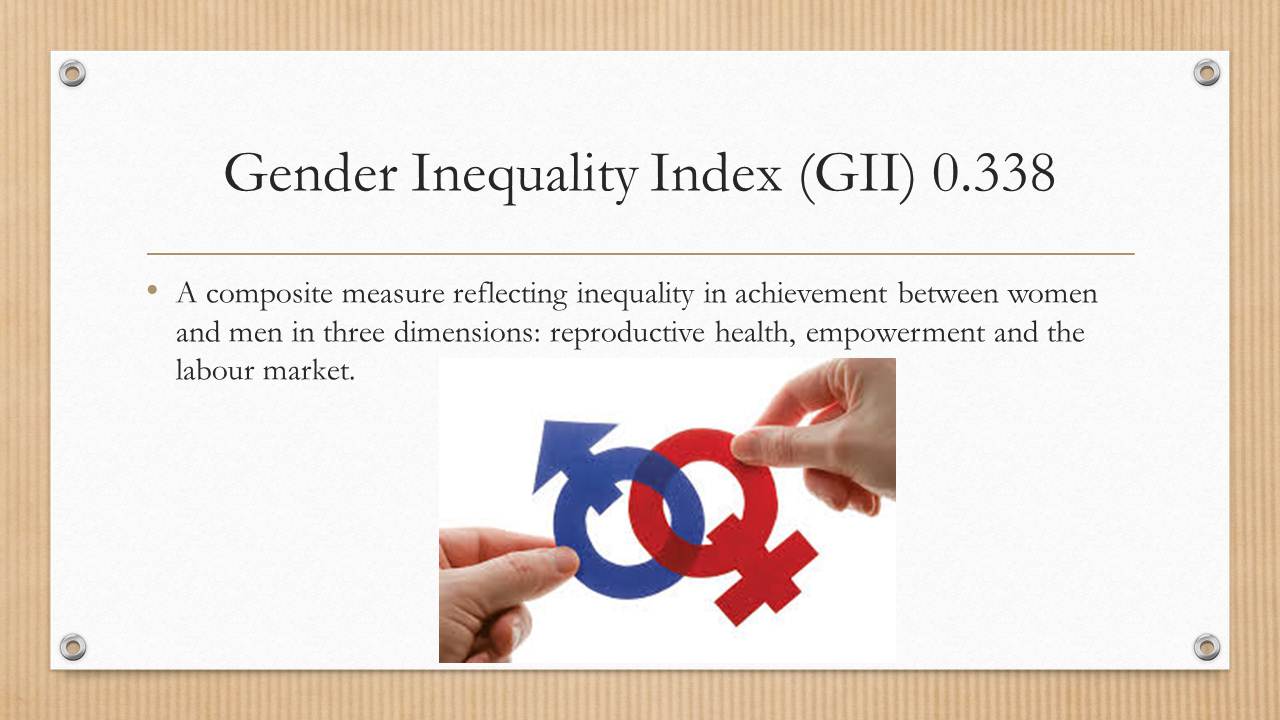 Gender Inequality Index (GII) 0.338
• A composite measure reflecting inequality in achievement between women
and men in three dimensions: reproductive health, empowerment and the
labour market.